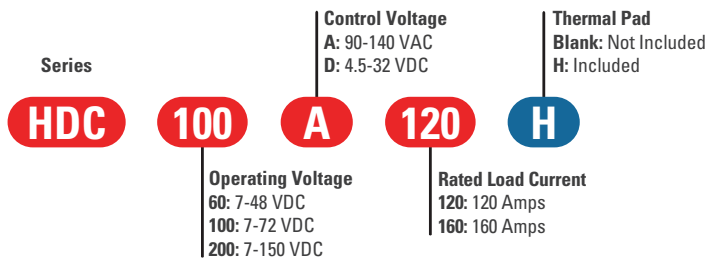 Control Voltage
A: 90-140 VAC
D: 4.5-32 VDC
Thermal Pad
Blank: Not Included
H: Included
Series
HDC
100
A
120
H
Operating Voltage
60: 7-48 VDC
100: 7-72 VDC
200: 7-150 VDC
Rated Load Current
120: 120 Amps
160: 160 Amps